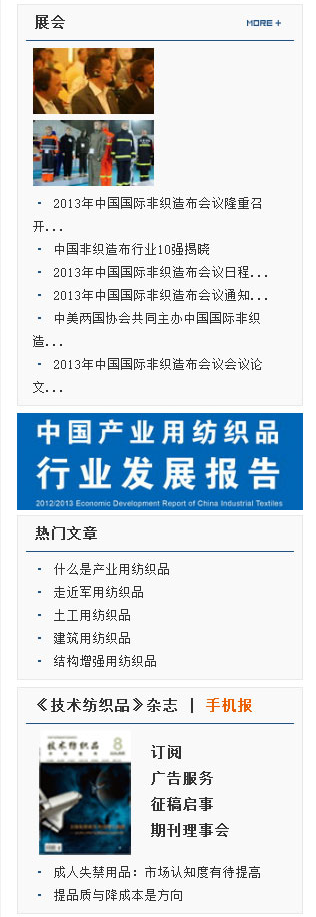 展会
MORE +
2013年中国国际非织造布会议隆重召
开...
中国非织造布行业10强揭晓
2013年中国国际非织造布会议日程...
2013年中国国际非织造布会议通知...
中美两国协会共同主办中国国际非织
造...
2013年中国国际非织造布会议会议论
文...
中国产业用纺织品
行业发展报告
2012/2013 Economic Development Report of China Industrial Textiles
热门文章
什么是产业用纺织品
走近军用纺织品
土工用纺织品
建筑用纺织品
结构增强用纺织品
《技术纺织品》杂志 | 手机报
技术纺织品
8
订阅
广告服务
征稿启事
期刊理事会
成人失禁用品：市场认知度有待提高
提品质与降成本是方向